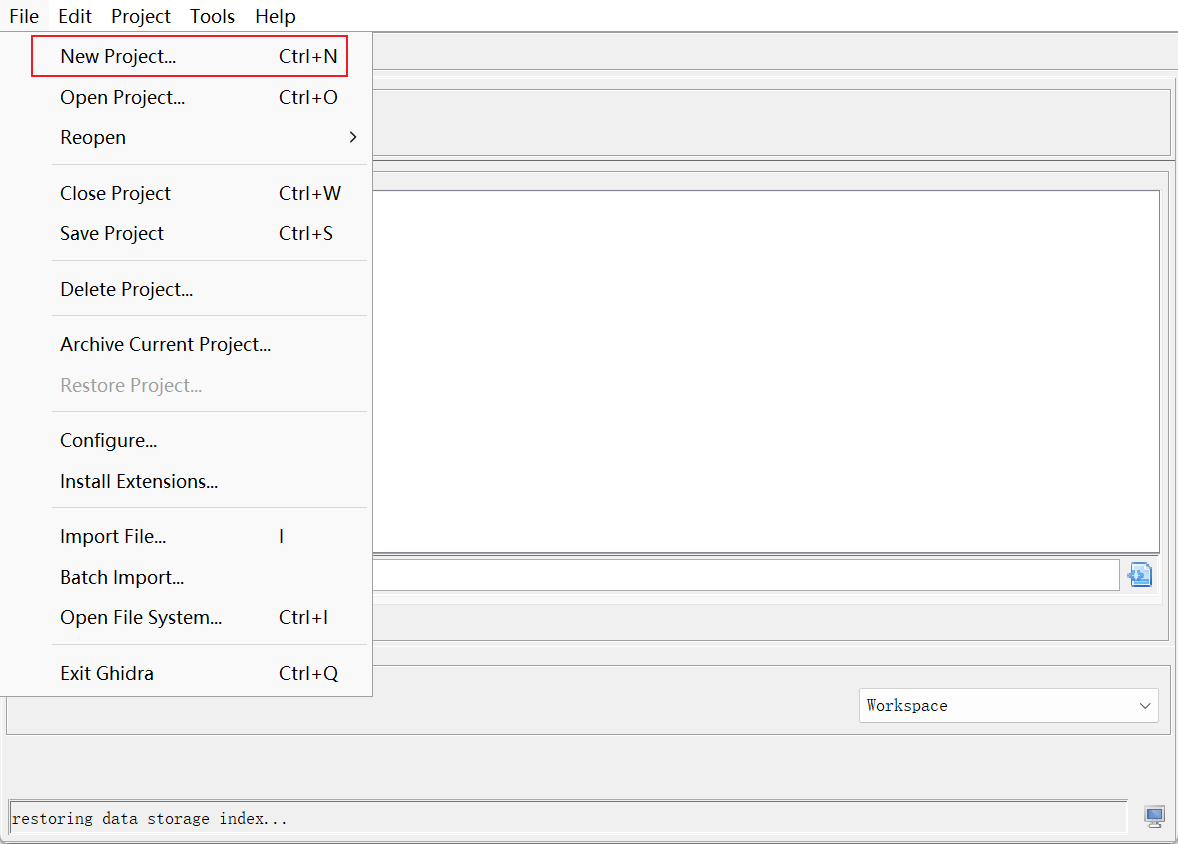 File Edit Project Tools Help
New Project... Ctrl+N
Open Project... Ctrl+O
Reopen
Close Project Ctrl+W
Save Project Ctrl+S
Delete Project...
Archive Current Project...
Restore Project...
Configure...
Install Extensions...
Import File... I
Batch Import...
Open File System... Ctrl+I
Exit Ghidra Ctrl+Q
Workspace
restoring data storage index...